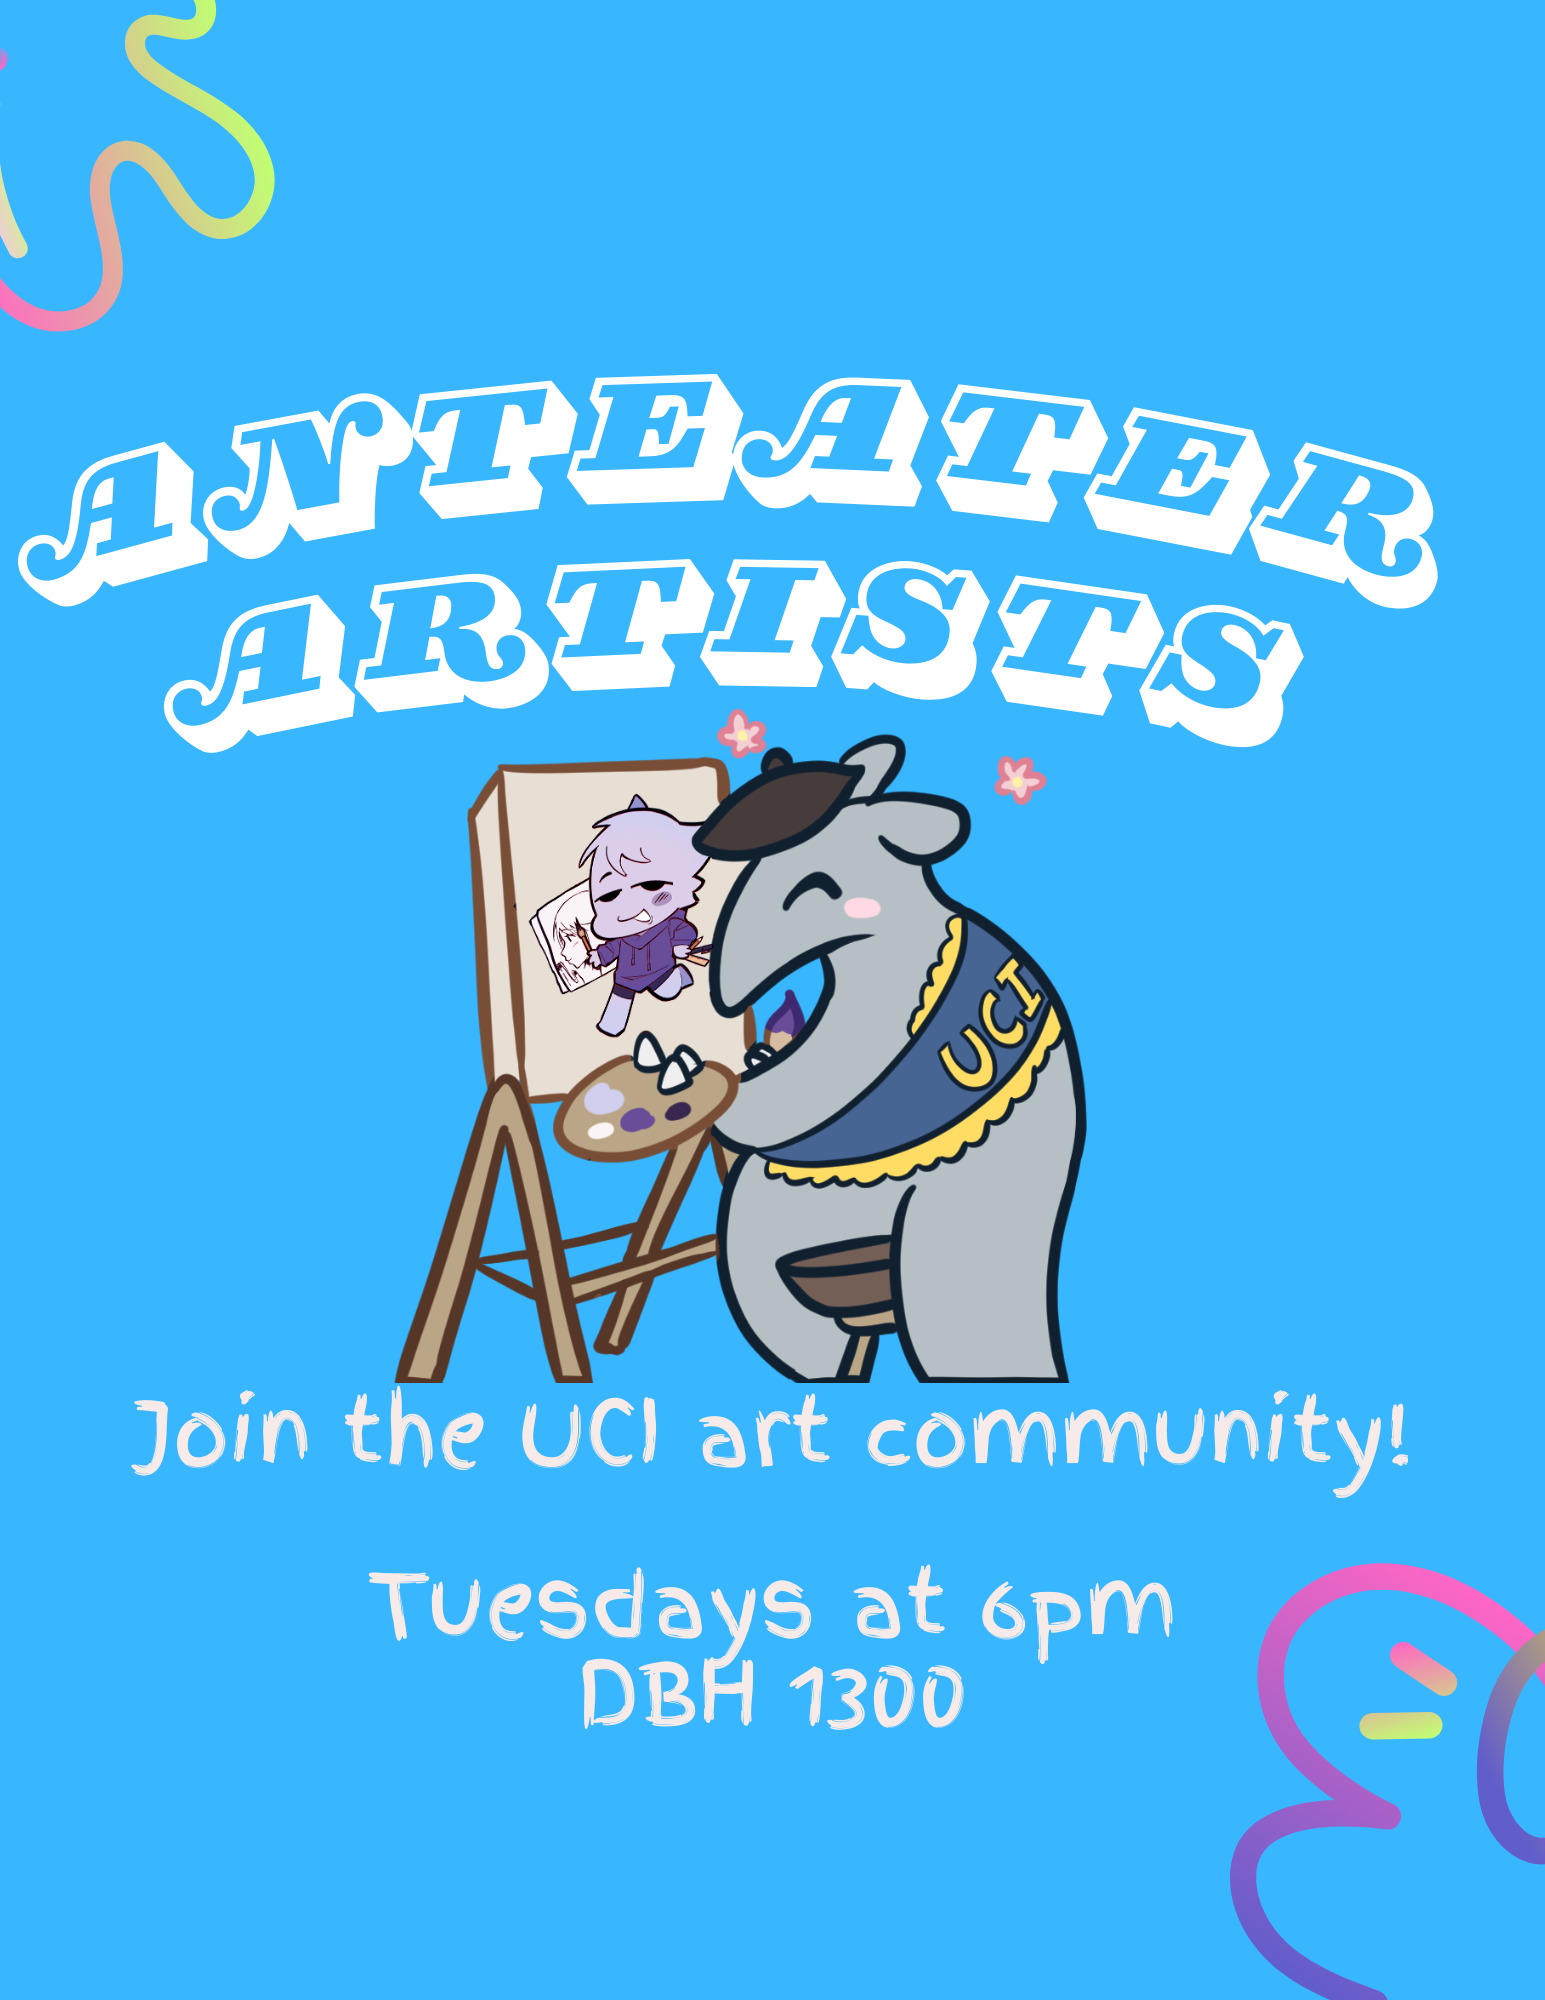 ANTEATER
ARTISTS
UCI
Join the UCI art community!
Tuesdays at 6pm
DBH 1300